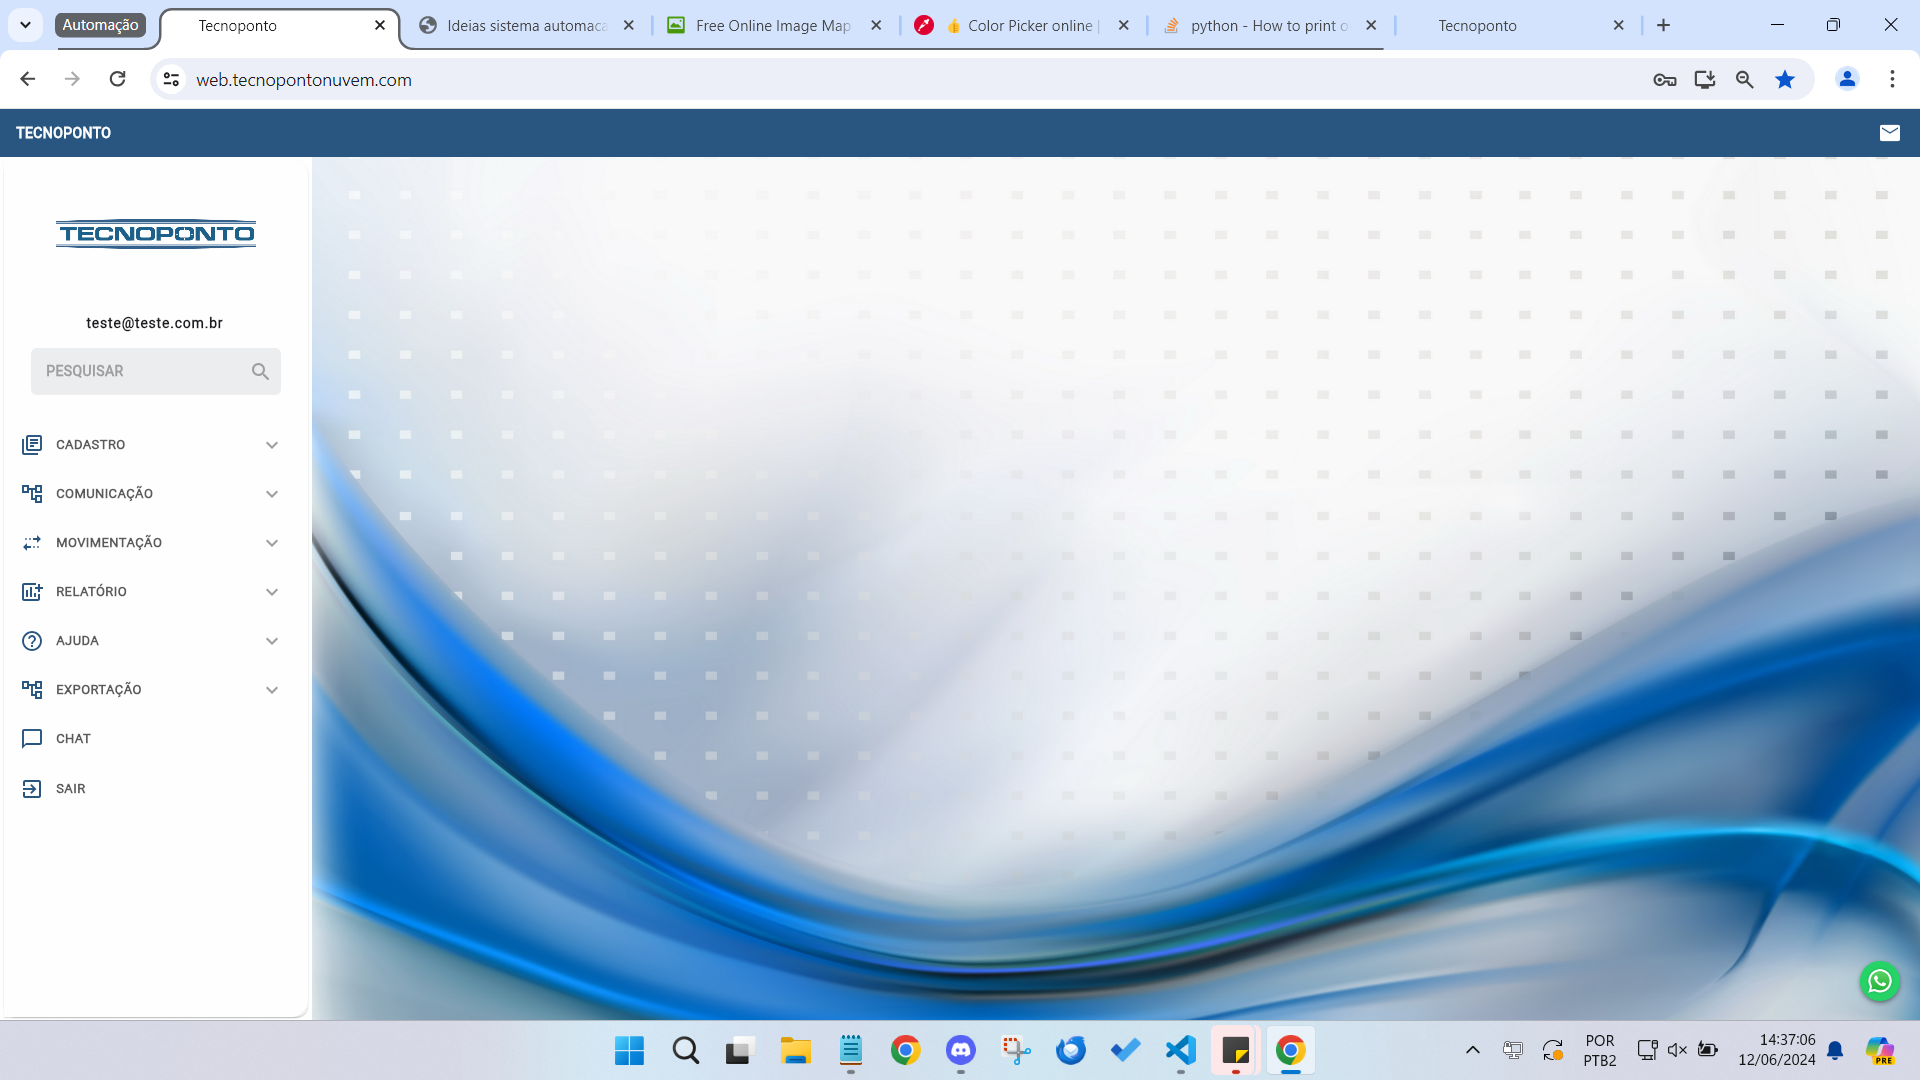 Automação
Tecnoponto
Ideias sistema automaca
Free Online Image Map
Color Picker online |
python - How to print o
Tecnoponto
web.tecnopontonuvem.com
TECNOPONTO
TECNOPONTO
teste@teste.com.br
PESQUISAR
CADASTRO
COMUNICAÇÃO
MOVIMENTAÇÃO
RELATÓRIO
AJUDA
EXPORTAÇÃO
CHAT
SAIR
POR
PTB2
14:37:06
12/06/2024
PRE